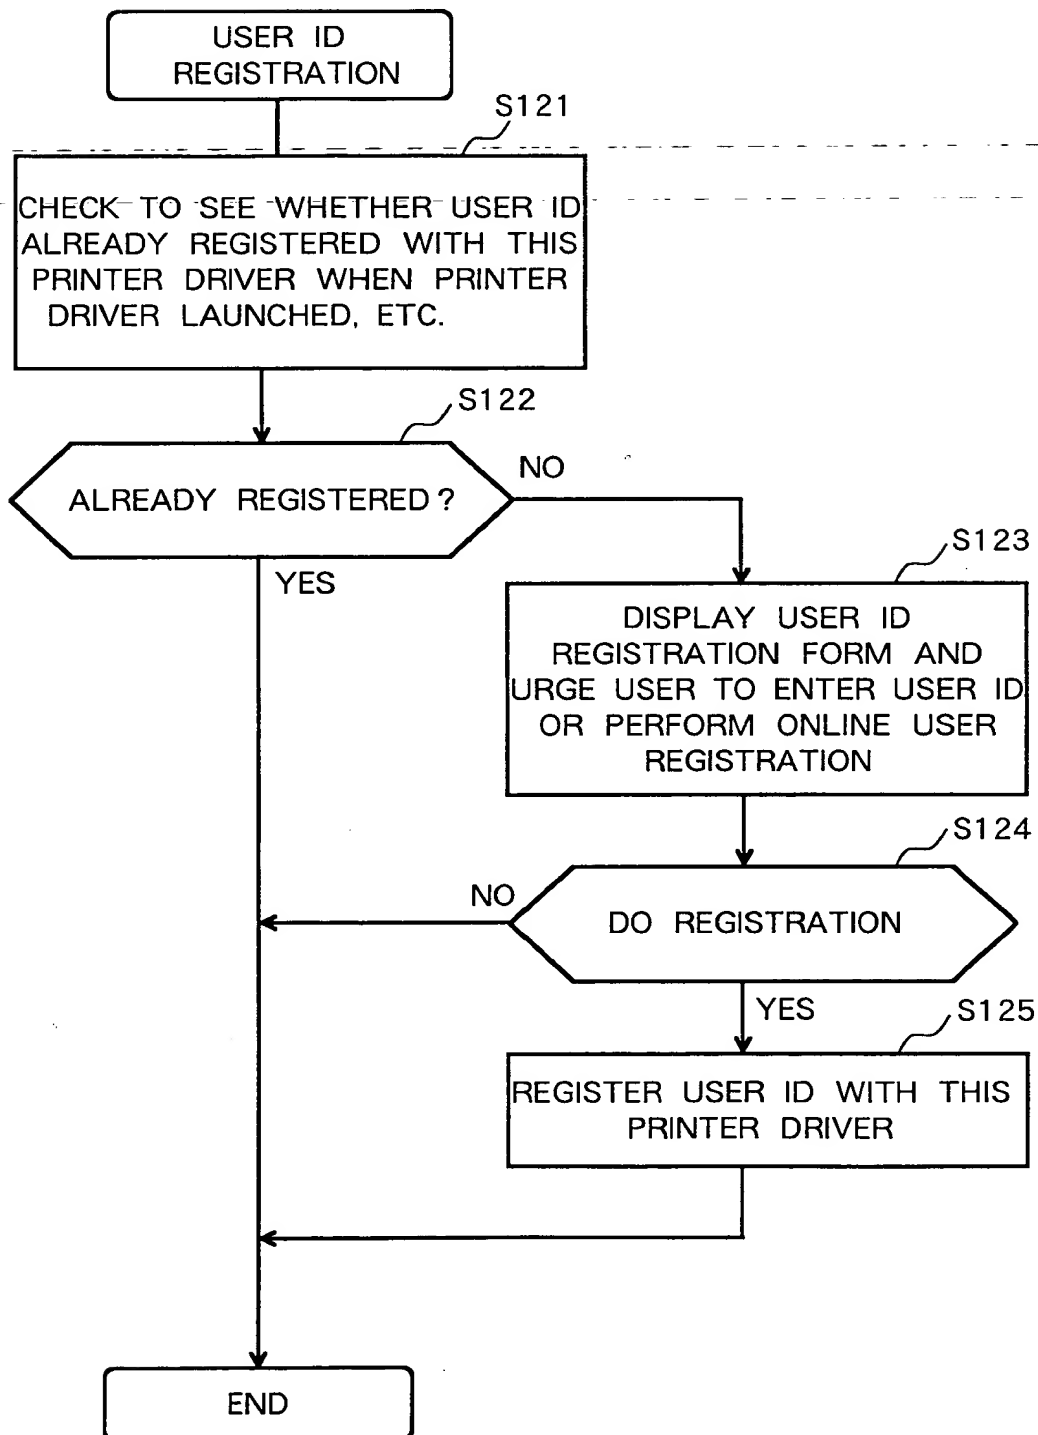 USER ID
REGISTRATION
S121
CHECK TO SEE WHETHER USER ID
ALREADY REGISTERED WITH THIS
PRINTER DRIVER WHEN PRINTER
DRIVER LAUNCHED, ETC.
S122
ALREADY REGISTERED?
NO
YES
S123
DISPLAY USER ID
REGISTRATION FORM AND
URGE USER TO ENTER USER ID
OR PERFORM ONLINE USER
REGISTRATION
S124
NO
DO REGISTRATION
YES
S125
REGISTER USER ID WITH THIS
PRINTER DRIVER
END